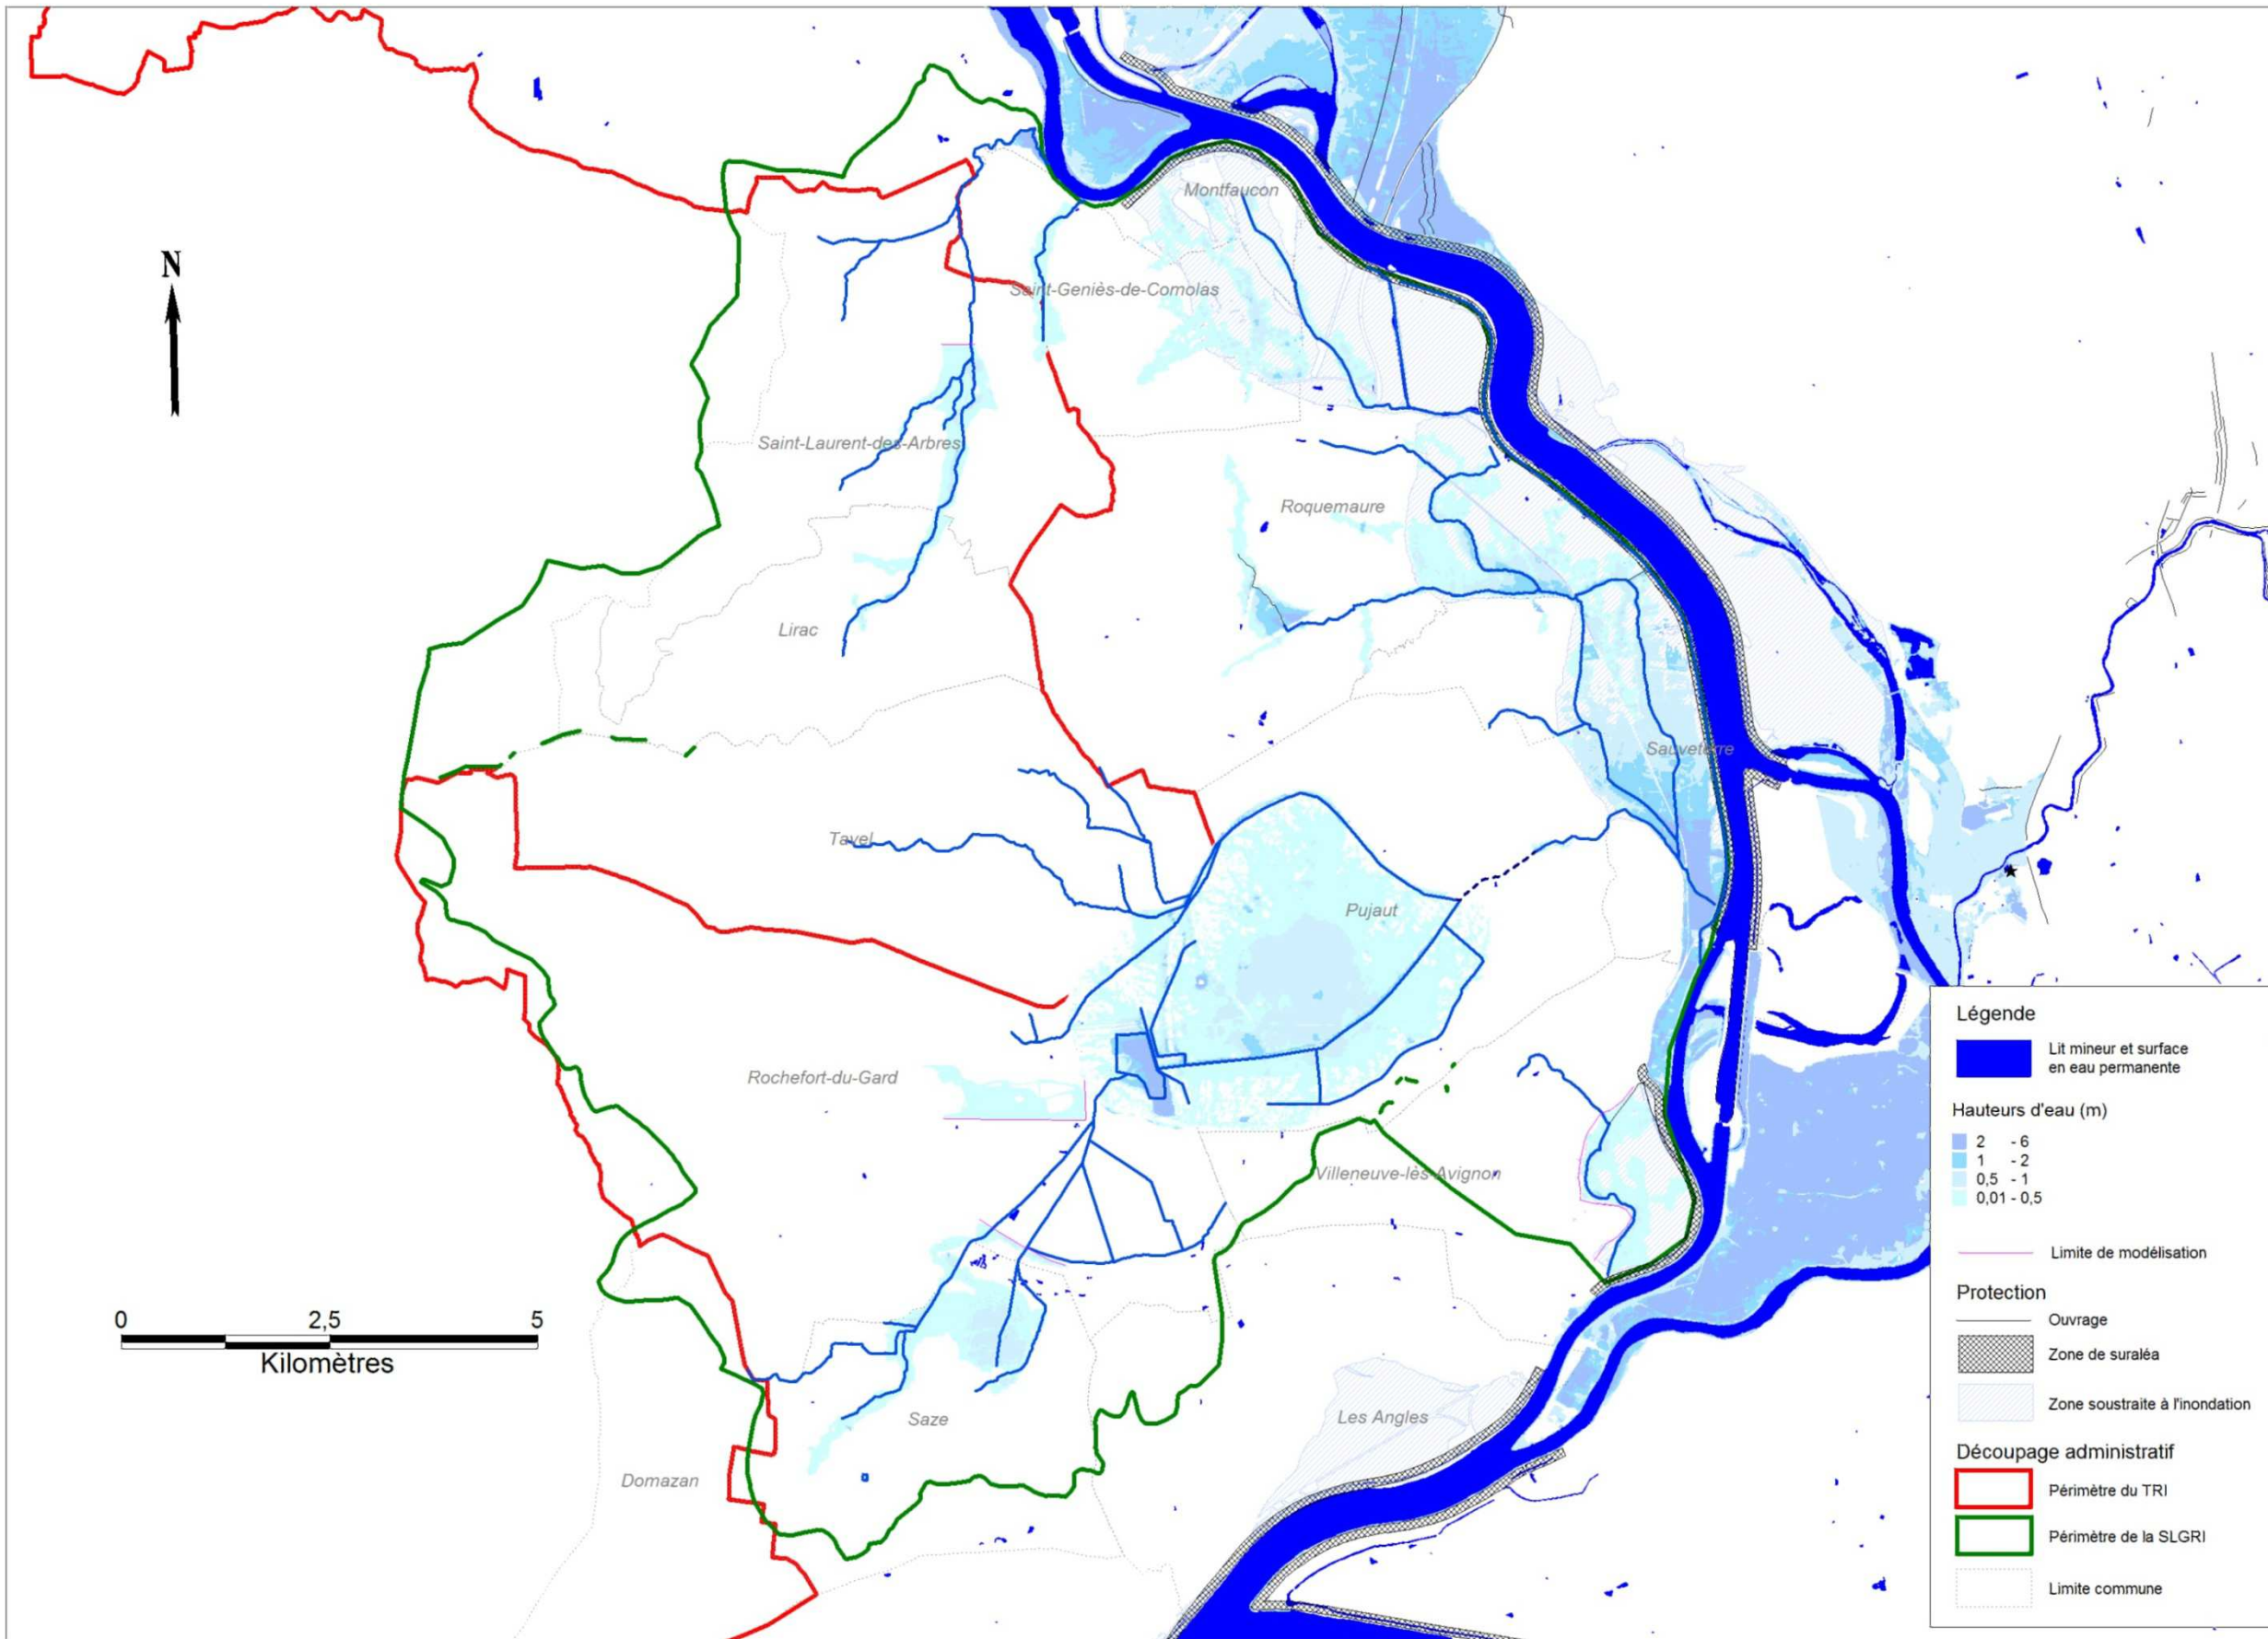 N
Montfaucon
Saint-Geniès-de-Comolas
Saint-Laurent-des-Arbres
Roquemaure
Lirac
Sauveterre
Tavel
Pujaut
Rochefort-du-Gard
Villeneuve-lès-Avignon
Les Angles
Saze
Domazan
0 2,5 5
Kilomètres
Légende
Lit mineur et surface
en eau permanente
Hauteurs d'eau (m)
2 - 6
1 - 2
0,5 - 1
0,01 - 0,5
Limite de modélisation
Protection
Ouvrage
Zone de suraléa
Zone soustraite à l'inondation
Découpage administratif
Périmètre du TRI
Périmètre de la SLGRI
Limite commune